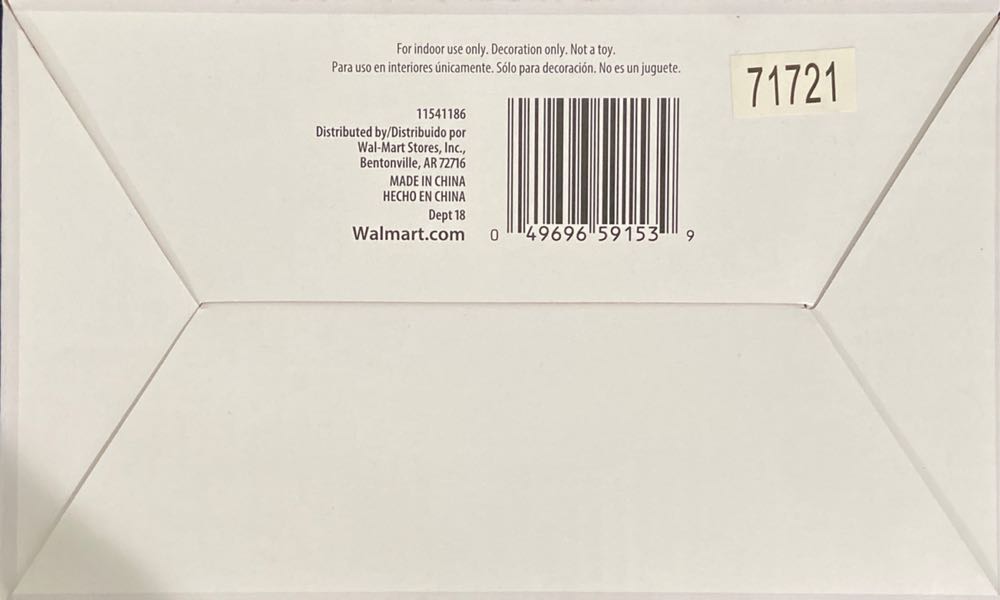 For indoor use only. Decoration only. Not a toy.
Para uso en interiores únicamente. Sólo para decoración. No es un juguete.
71721
11541186
Distributed by/Distribuido por
Wal-Mart Stores, Inc.,
Bentonville, AR 72716
MADE IN CHINA
HECHO EN CHINA
Dept 18
Walmart.com
0 49696 59153 9